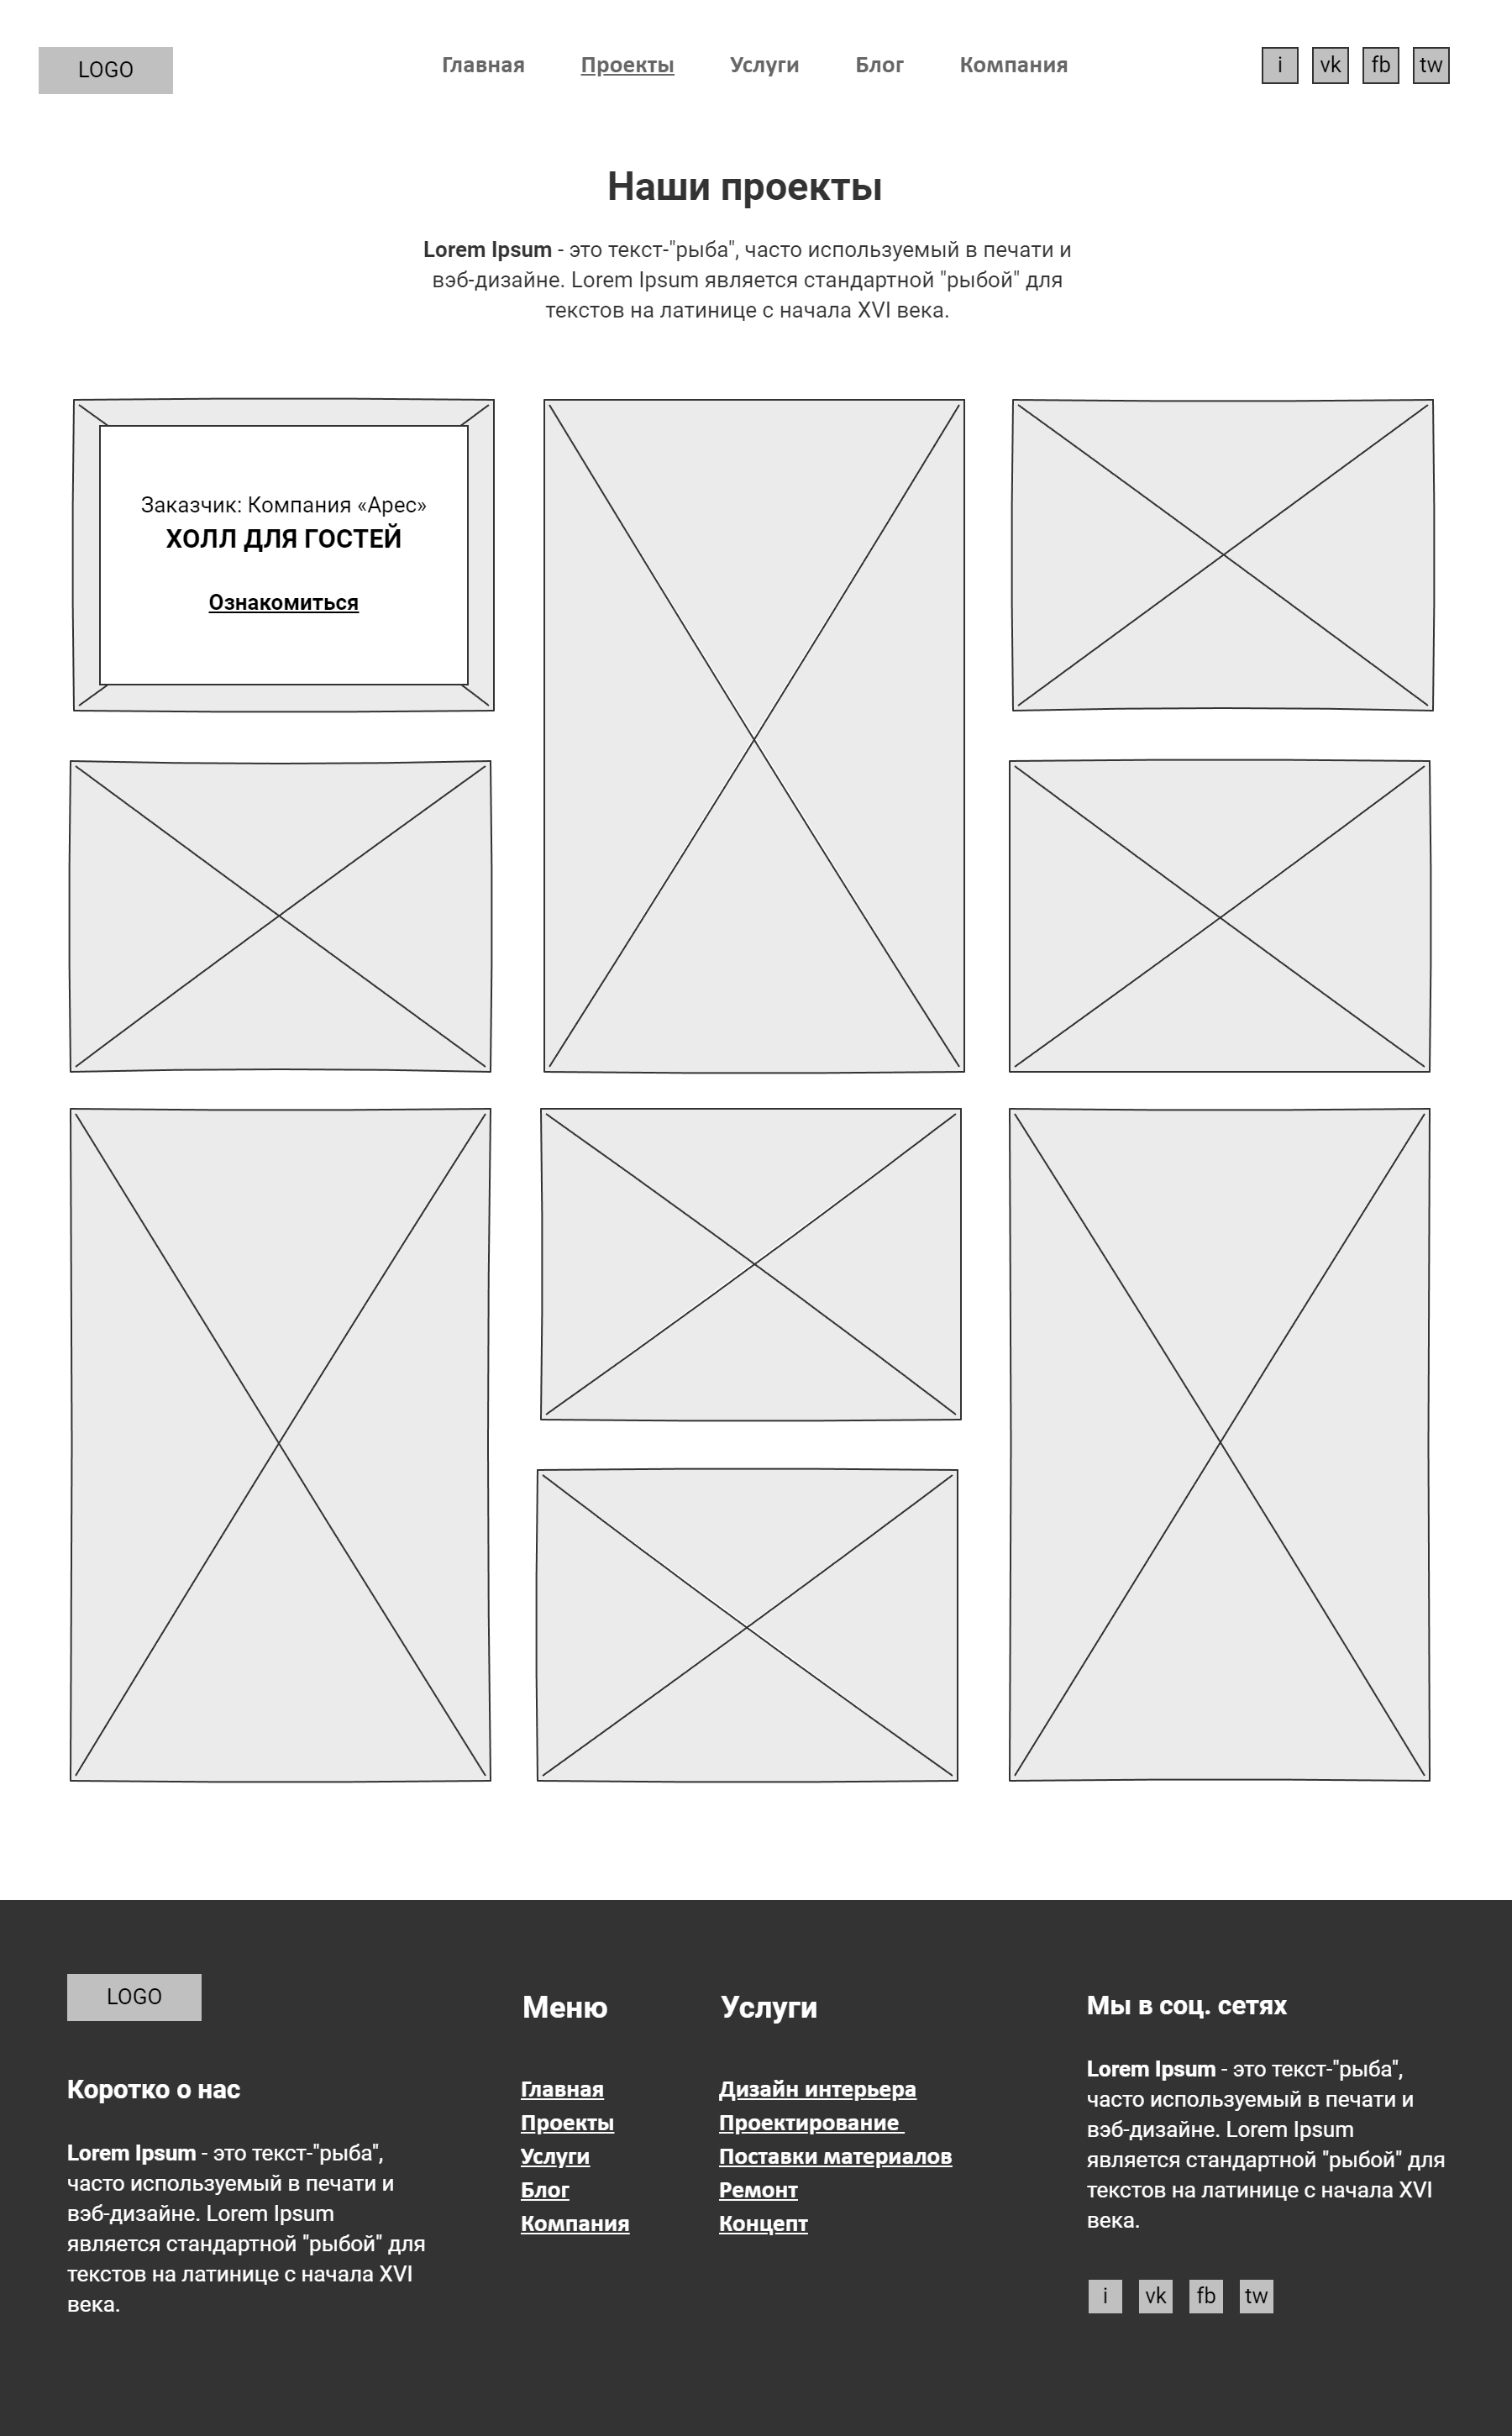 LOGO
Главная Проекты Услуги Блог Компания
i vk fb tw
Наши проекты
Lorem Ipsum - это текст-"рыба", часто используемый в печати и
вэб-дизайне. Lorem Ipsum является стандартной "рыбой" для
текстов на латинице с начала XVI века.
Заказчик: Компания «Арес»
ХОЛЛ ДЛЯ ГОСТЕЙ
Ознакомиться
LOGO
Коротко о нас
Lorem Ipsum - это текст-"рыба",
часто используемый в печати и
вэб-дизайне. Lorem Ipsum
является стандартной "рыбой" для
текстов на латинице с начала XVI
века.
Меню
Главная
Проекты
Услуги
Блог
Компания
Услуги
Дизайн интерьера
Проектирование
Поставки материалов
Ремонт
Концепт
Мы в соц. сетях
Lorem Ipsum - это текст-"рыба",
часто используемый в печати и
вэб-дизайне. Lorem Ipsum
является стандартной "рыбой" для
текстов на латинице с начала XVI
века.
i vk fb tw